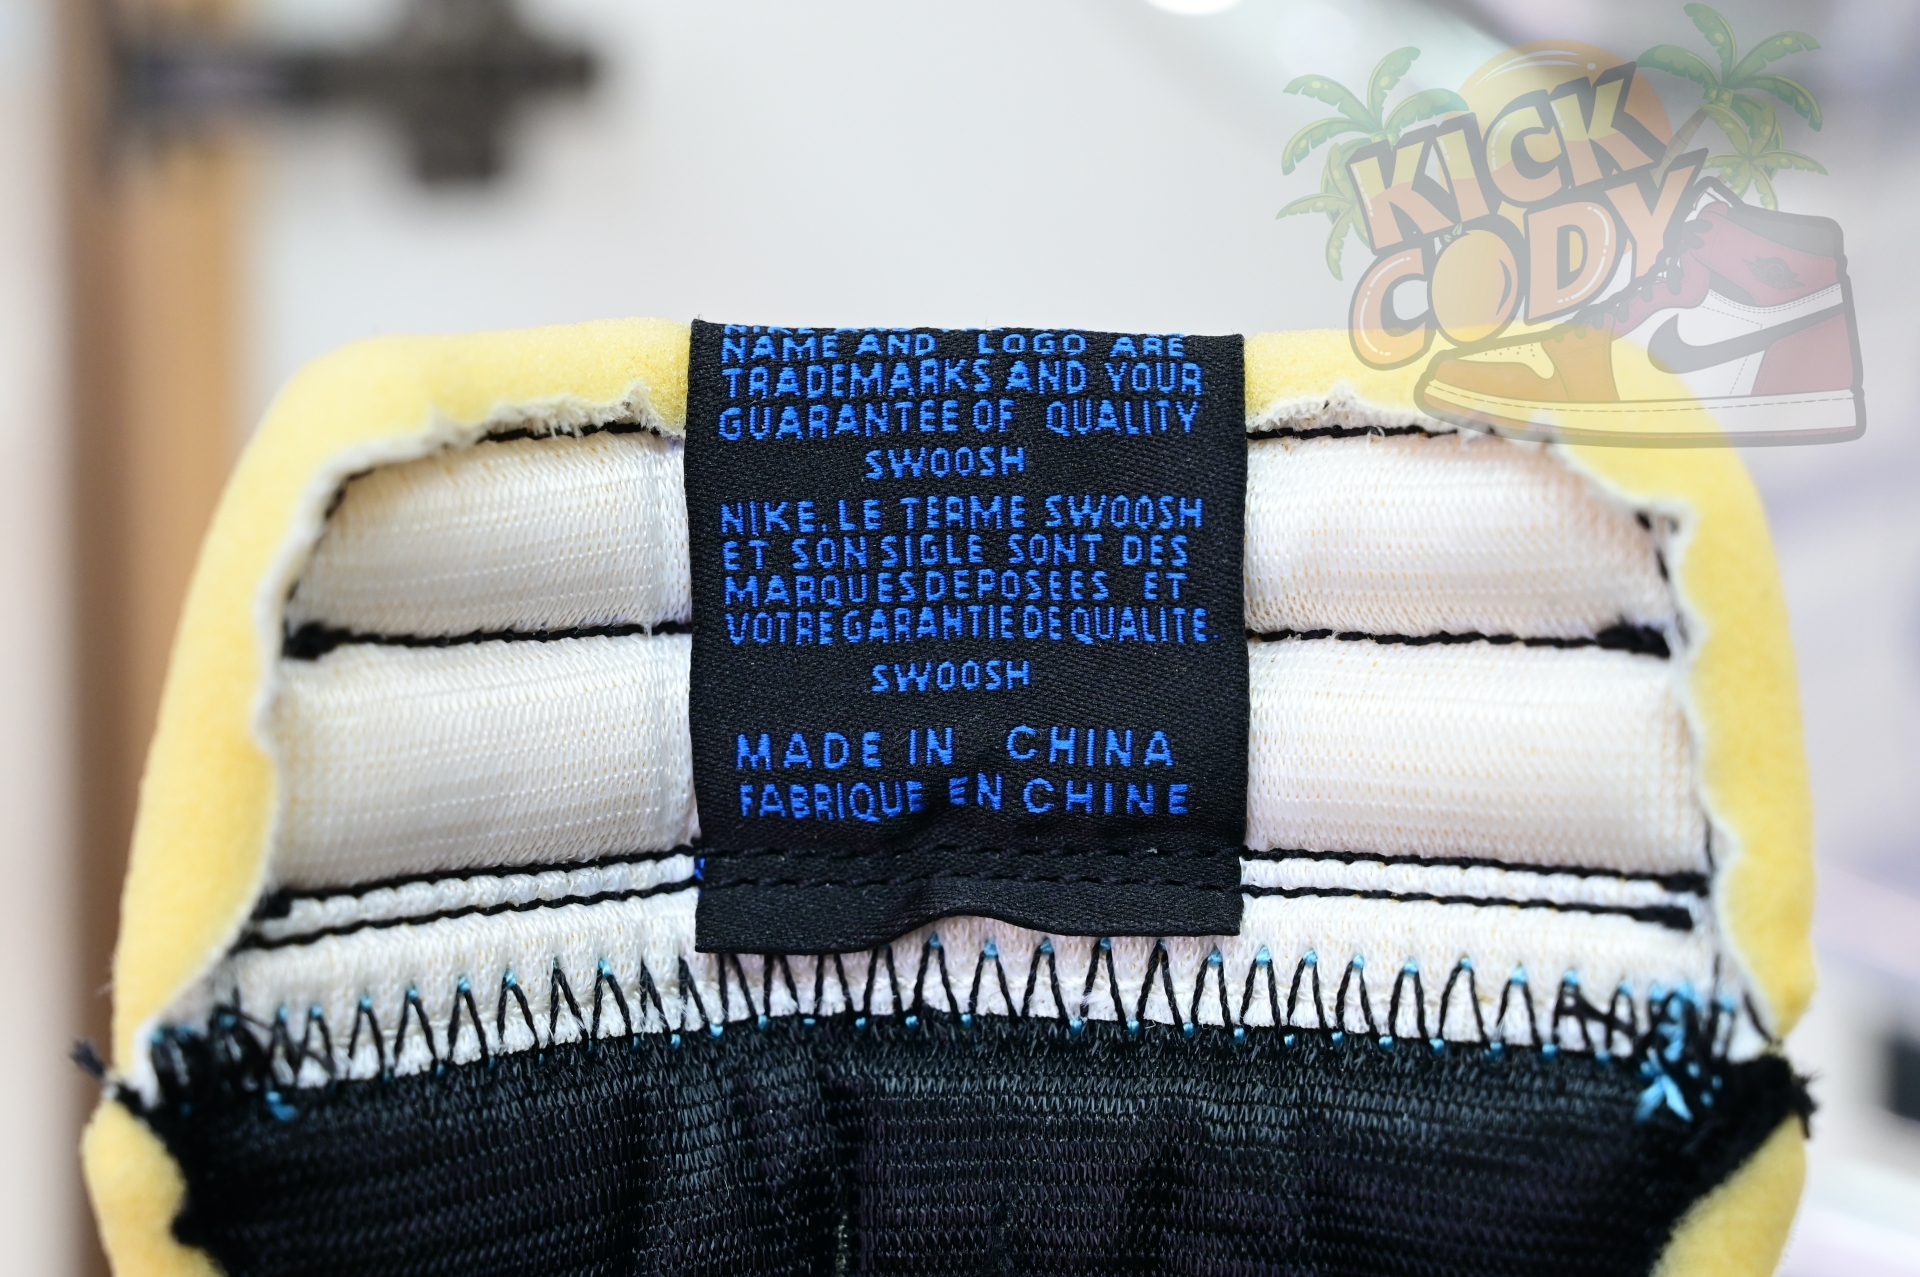 KICK
CODY
NAME AND LOGO ARE
TRADEMARKS AND YOUR
GUARANTEE OF QUALITY
SWOOSH
NIKE, LE TERME SWOOSH
ET SON SIGLE SONT DES
MARQUES DEPOSEES ET
VOTRE GARANTIE DE QUALITE.
SWOOSH
MADE IN CHINA
FABRIQUE EN CHINE